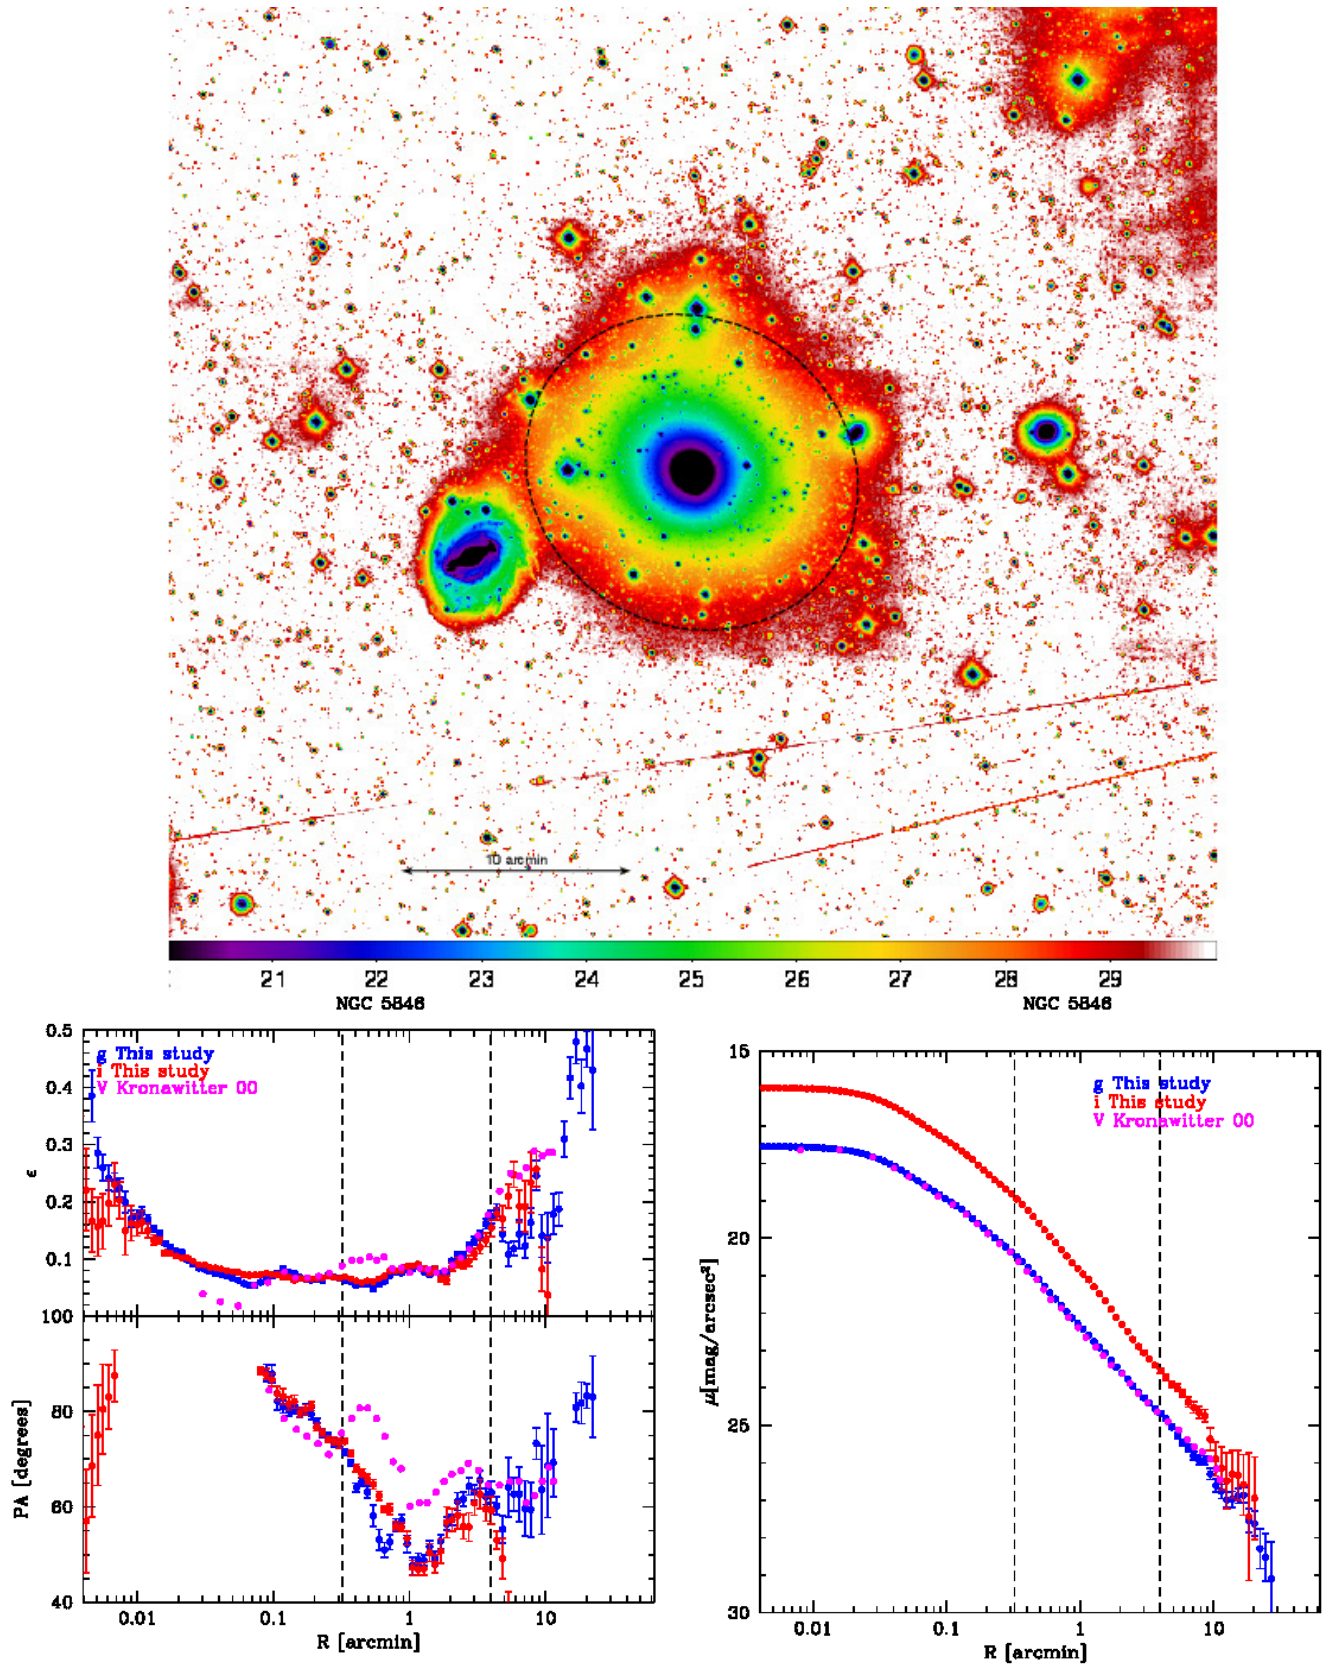 10 arcmin
21 22 23 24 25 26 27 28 29
NGC 5846
NGC 5846
0.5
0.4
0.3
0.2
0.1
ε
g This study
i This study
V Kronawitter 00
100
80
60
40
PA [degrees]
0.01 0.1 1 10
R [arcmin]
15
20
25
30
μ[mag/arcsec²]
g This study
i This study
V Kronawitter 00
0.01 0.1 1 10
R [arcmin]